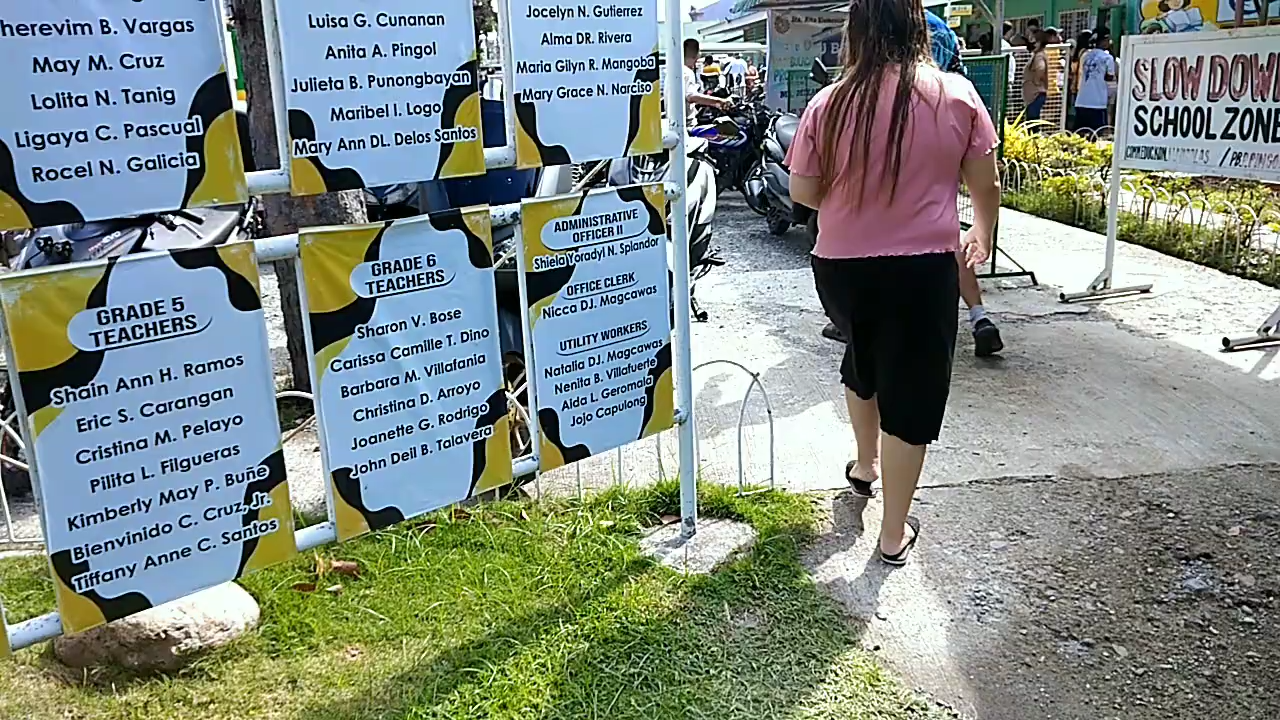 herevim B. Vargas
May M. Cruz
Lolita N. Tanig
Ligaya C. Pascual
Rocel N. Galicia
Luisa G. Cunanan
Anita A. Pingol
Julieta B. Punongbayan
Maribel I. Logo
Mary Ann DL. Delos Santos
Jocelyn N. Gutierrez
Alma DR. Rivera
Maria Gilyn R. Mangoba
Mary Grace N. Narciso
GRADE 5
TEACHERS
Shain Ann H. Ramos
Eric S. Carangan
Cristina M. Pelayo
Pilita L. Filgueras
Kimberly May P. Buñe
Bienvinido C. Cruz, Jr.
Tiffany Anne C. Santos
GRADE 6
TEACHERS
Sharon V. Bose
Carissa Camille T. Dino
Barbara M. Villafania
Christina D. Arroyo
Joanette G. Rodrigo
John Deil B. Talavera
ADMINISTRATIVE
OFFICER II
Shiela Yoradyl N. Splandor
OFFICE CLERK
Nicca DJ. Magcawas
UTILITY WORKERS
Natalia DJ. Magcawas
Nenita B. Villafuerte
Aida L. Geromala
Jojo Capulong
SLOW DOWN
SCHOOL ZONE